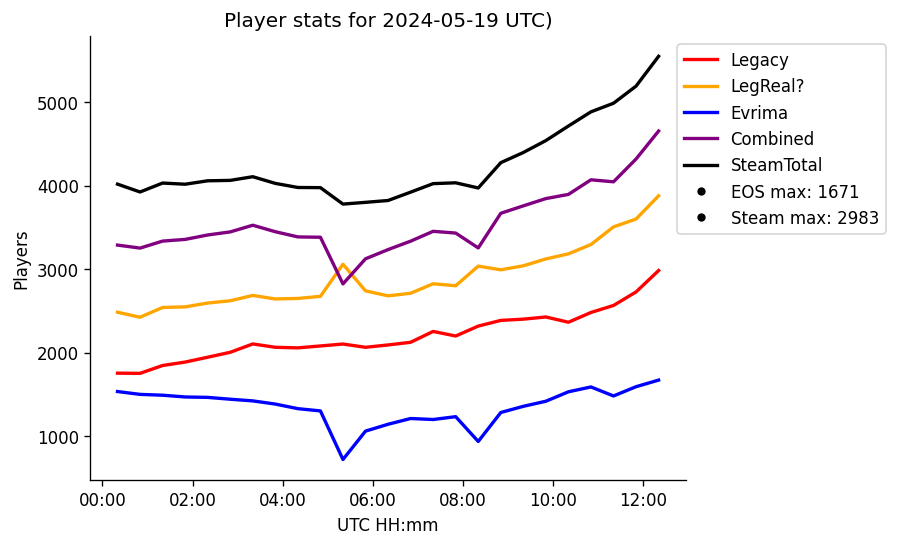 Player stats for 2024-05-19 UTC)
Legacy
LegReal?
Evrima
Combined
SteamTotal
EOS max: 1671
Steam max: 2983
Players
5000
4000
3000
2000
1000
00:00 02:00 04:00 06:00 08:00 10:00 12:00
UTC HH:mm